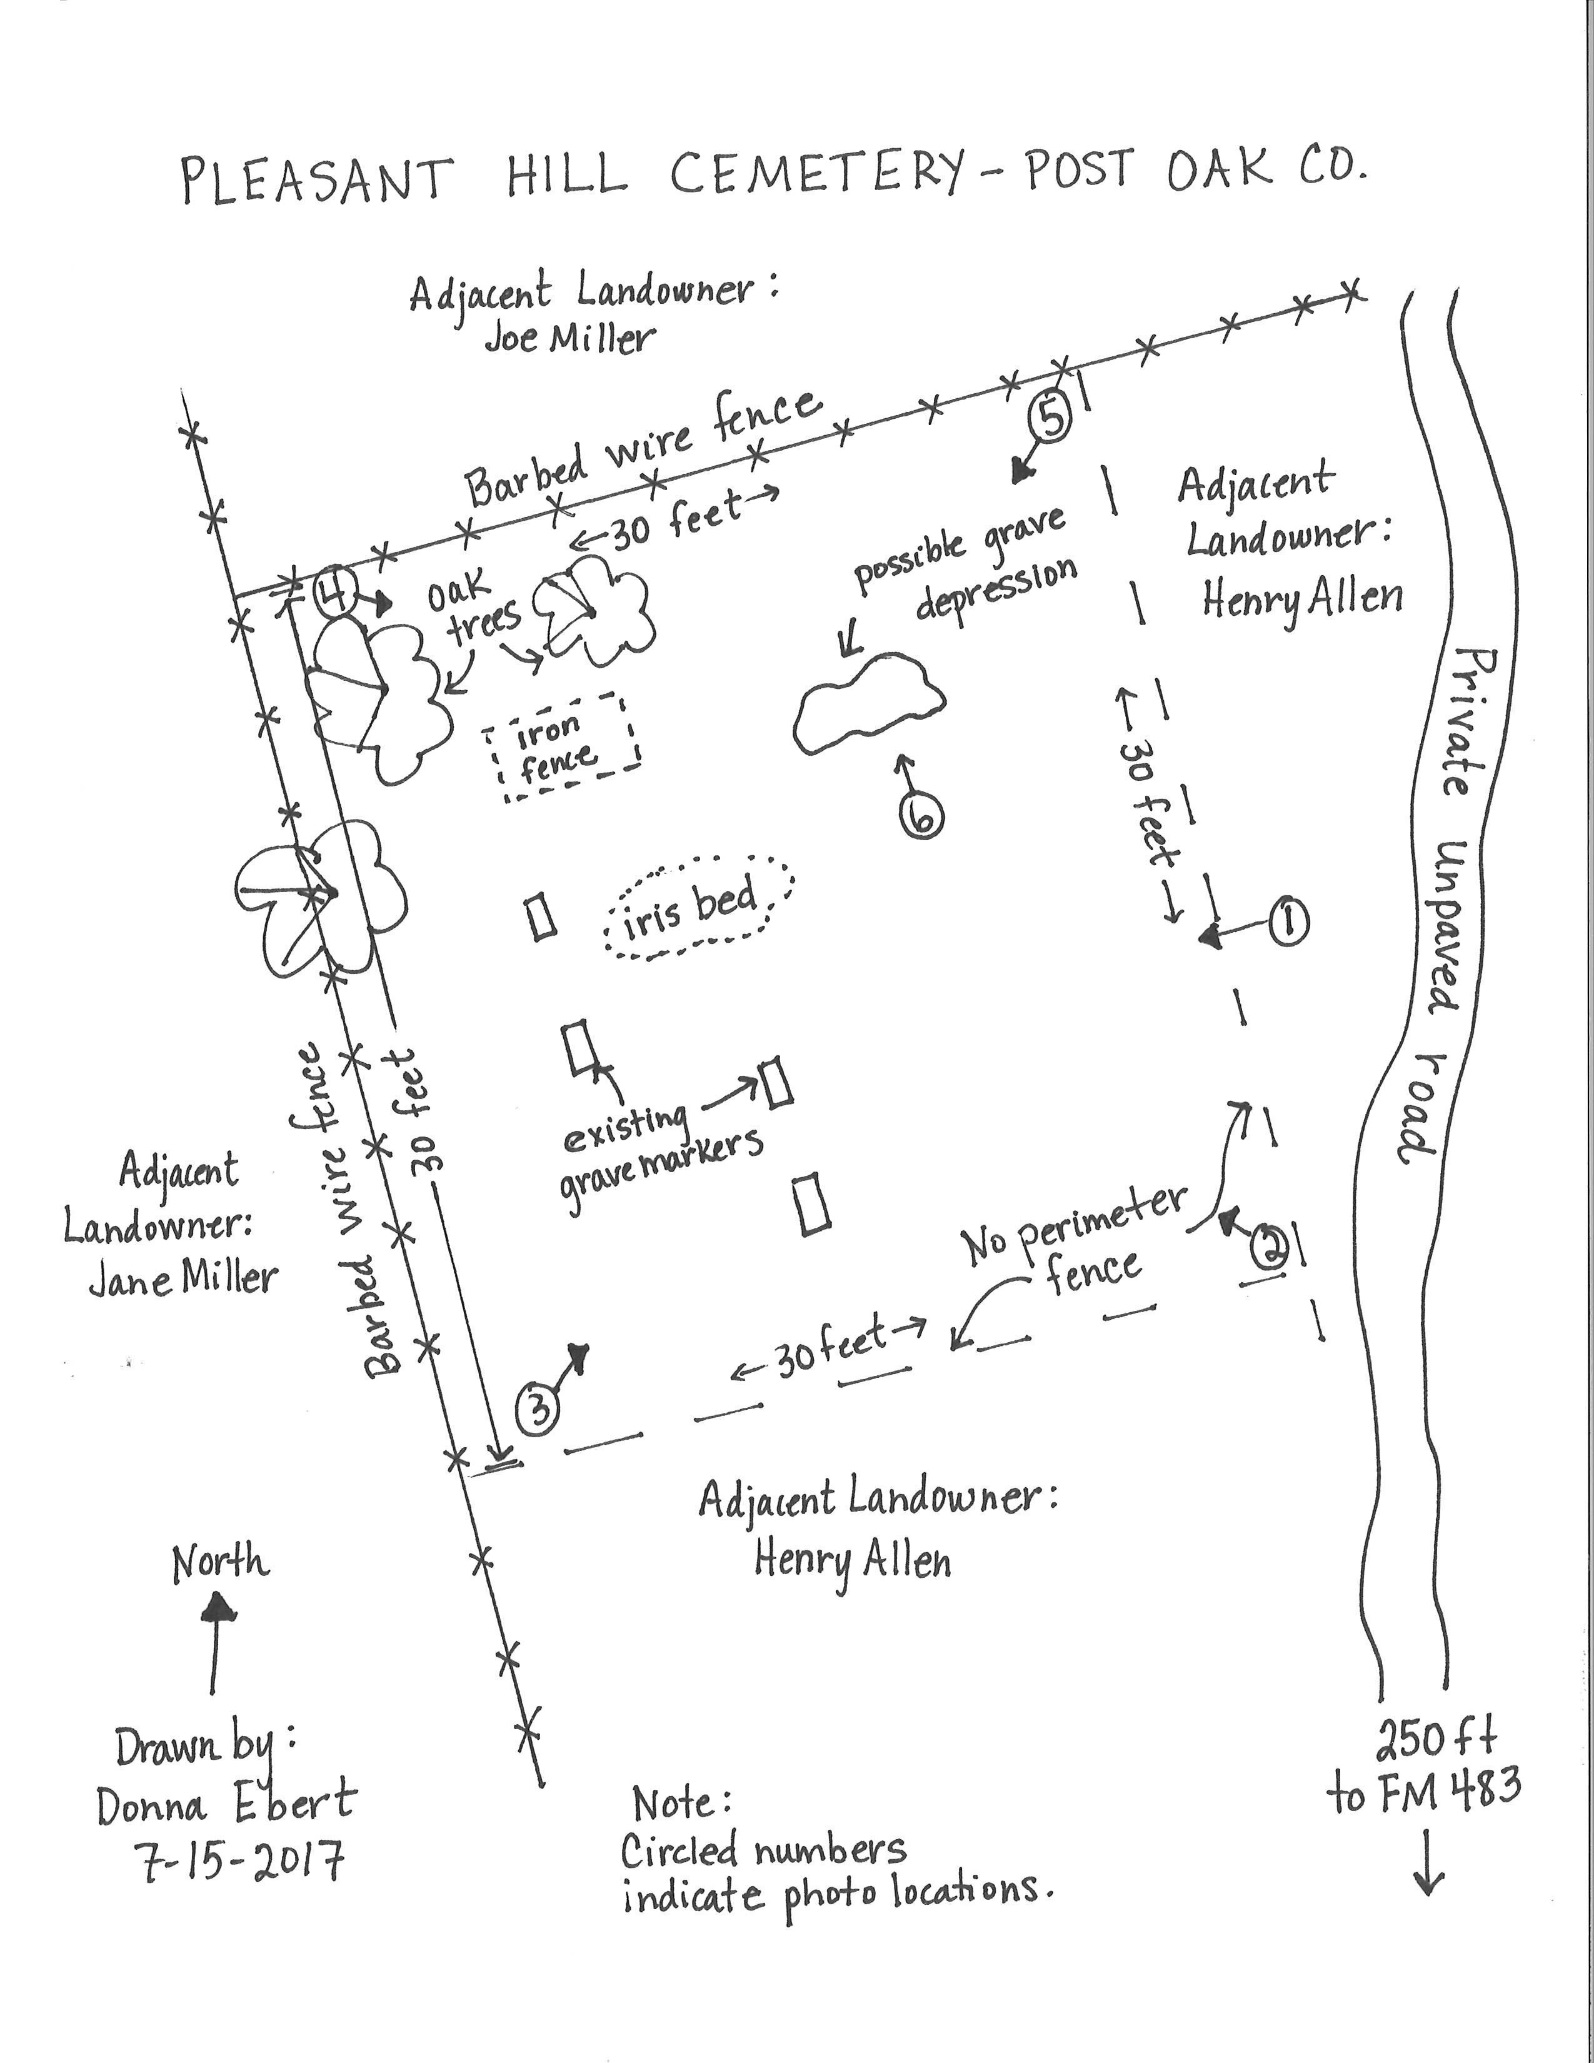 PLEASANT HILL CEMETERY - POST OAK CO.
Adjacent Landowner:
Joe Miller
Barbed wire fence
←30 feet→
5
Adjacent
Landowner:
Henry Allen
possible grave
depression
4
oak
trees
iron
fence
6
←30 feet→
Private unpaved road
iris bed
1
Barbed wire fence
30 feet
existing
grave markers
Adjacent
Landowner:
Jane Miller
No perimeter
fence
2
←30 feet→
3
Adjacent Landowner:
Henry Allen
North
Drawn by:
Donna Ebert
7-15-2017
Note:
Circled numbers
indicate photo locations.
250 ft
to FM 483